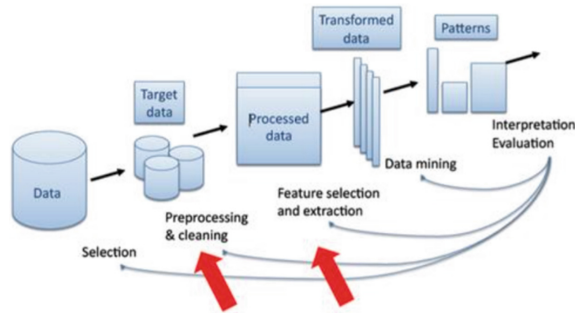 Transformed
data
Patterns
Target
data
Processed
data
Data
Interpretation
Evaluation
Data mining
Feature selection
and extraction
Preprocessing
& cleaning
Selection